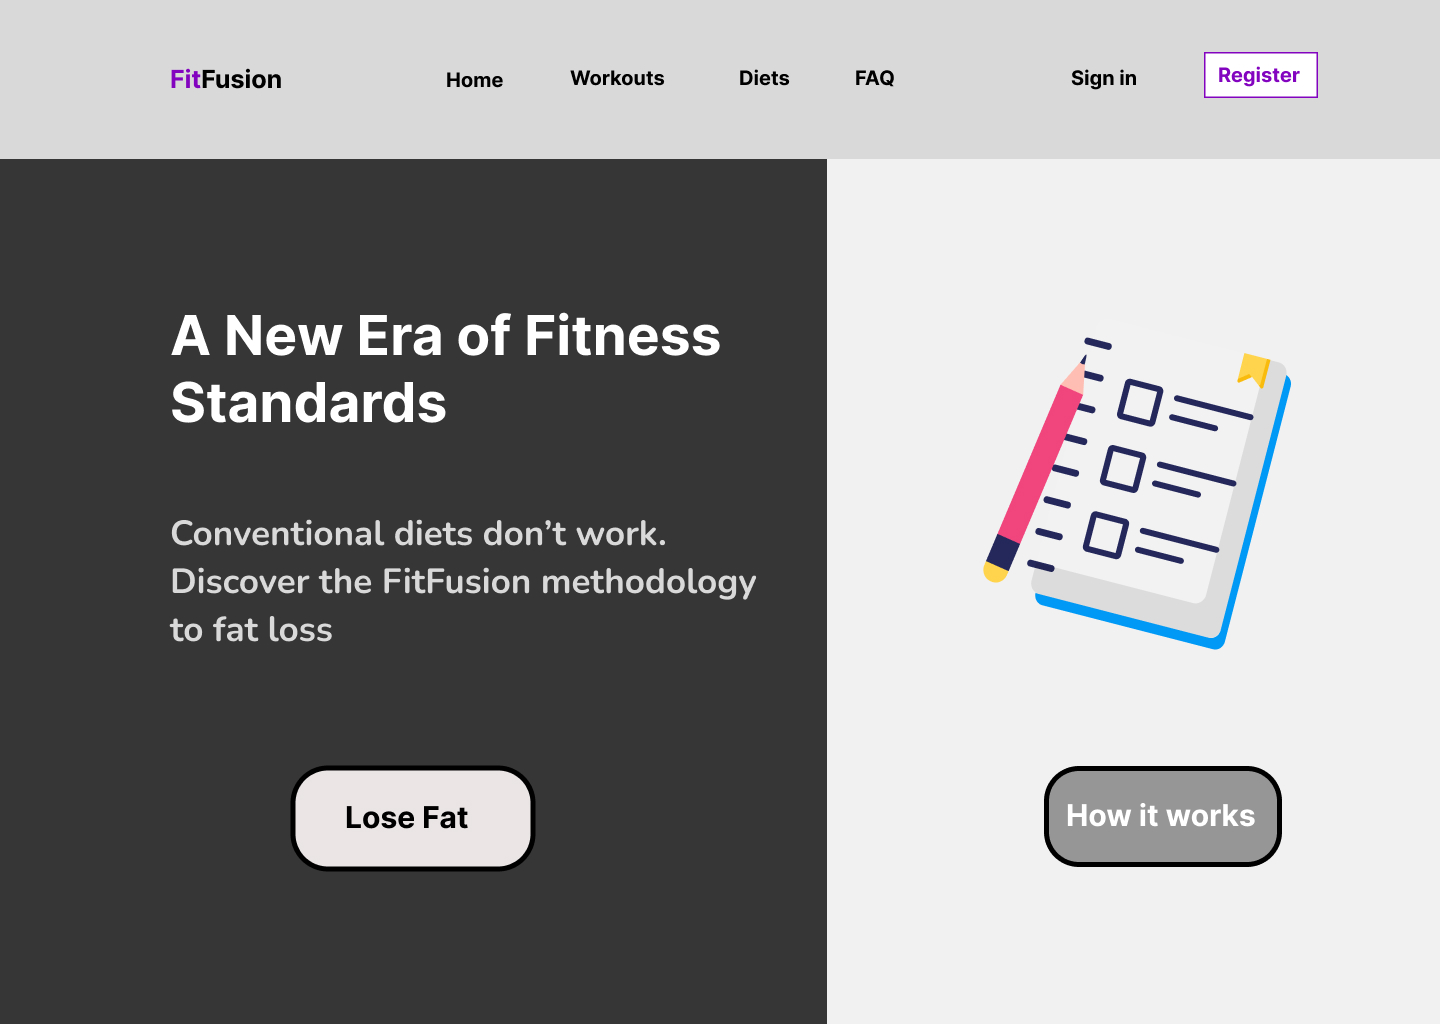 FitFusion
Home
Workouts
Diets
FAQ
Sign in
Register
A New Era of Fitness
Standards
Conventional diets don’t work.
Discover the FitFusion methodology
to fat loss
Lose Fat
How it works